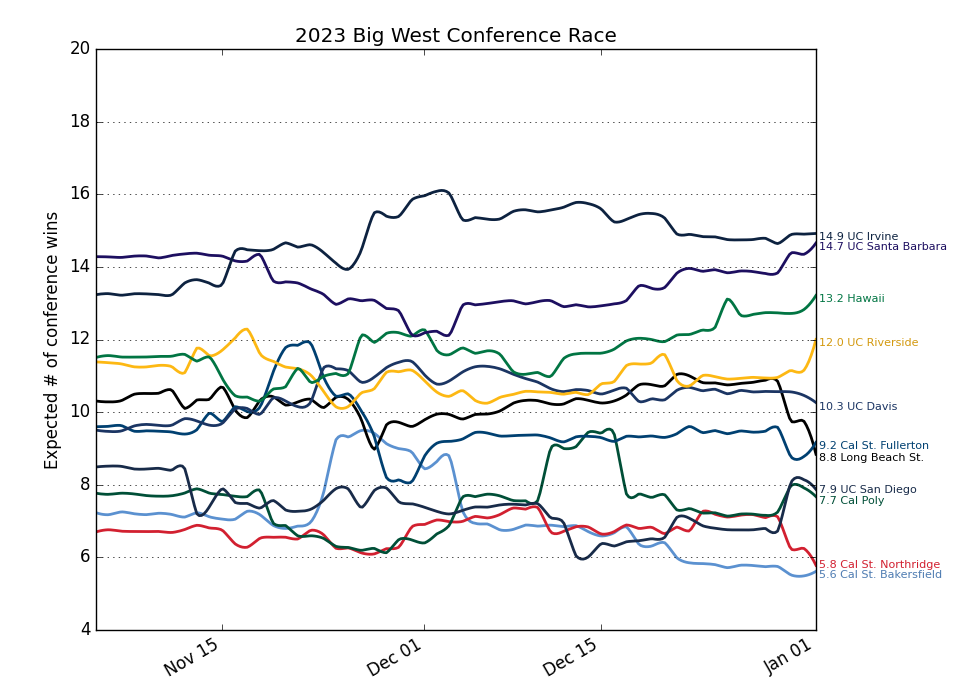 2023 Big West Conference Race
Expected # of conference wins
20
18
16
14
12
10
8
6
4
Nov 15
Dec 01
Dec 15
Jan 01
14.9 UC Irvine
14.7 UC Santa Barbara
13.2 Hawaii
12.0 UC Riverside
10.3 UC Davis
9.2 Cal St. Fullerton
8.8 Long Beach St.
7.9 UC San Diego
7.7 Cal Poly
5.8 Cal St. Northridge
5.6 Cal St. Bakersfield